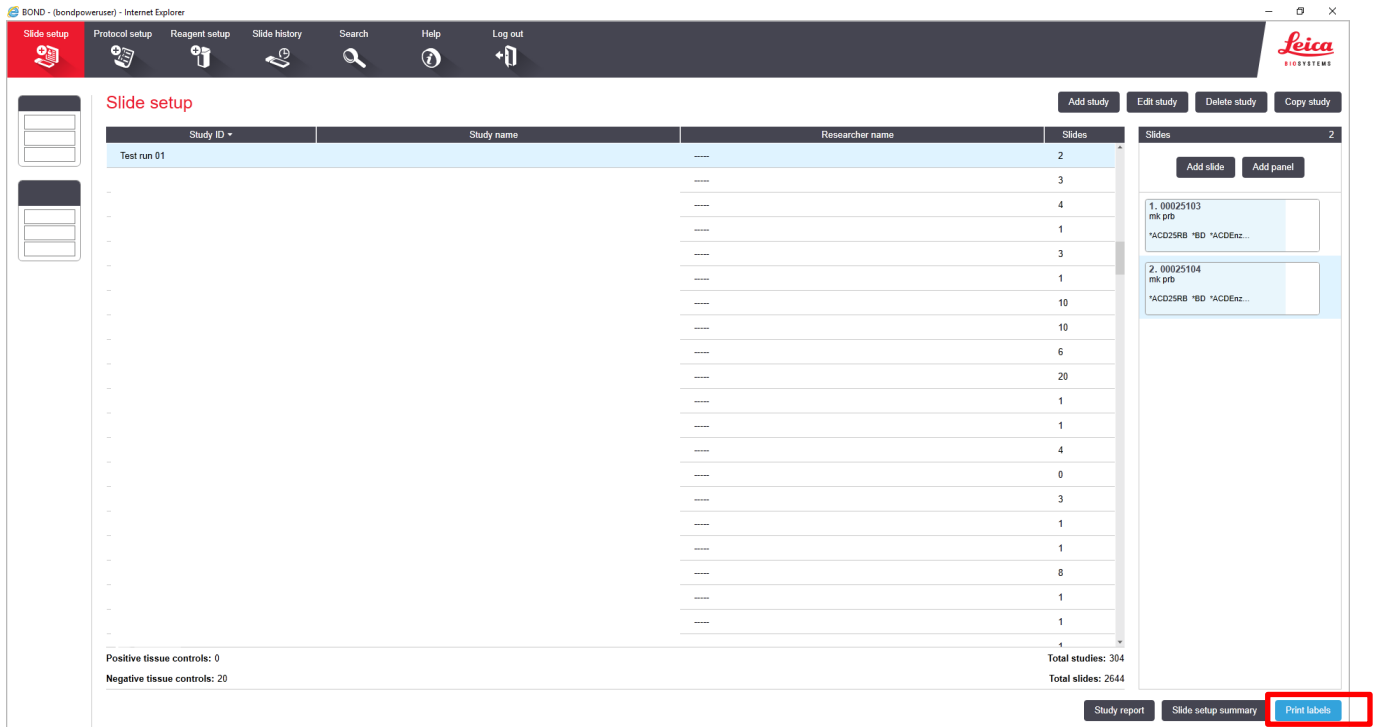 BOND - (bondpoweruser) - Internet Explorer
Slide setup Protocol setup Reagent setup Slide history Search Help Log out
Leica
BIOSYSTEMS
Slide setup
Add study Edit study Delete study Copy study
Study ID Study name Researcher name Slides
Slides 2
Test run 01 ----- 2
Add slide Add panel
----- 3
----- 4
1. 00025103
mk prb
*ACD25RB *BD *ACDEnz...
----- 1
----- 3
2. 00025104
mk prb
*ACD25RB *BD *ACDEnz...
----- 1
----- 10
----- 10
----- 6
----- 20
----- 1
----- 1
----- 4
----- 0
----- 3
----- 1
----- 1
----- 8
----- 1
----- 1
Positive tissue controls: 0 Total studies: 304
Negative tissue controls: 20 Total slides: 2644
Study report Slide setup summary Print labels